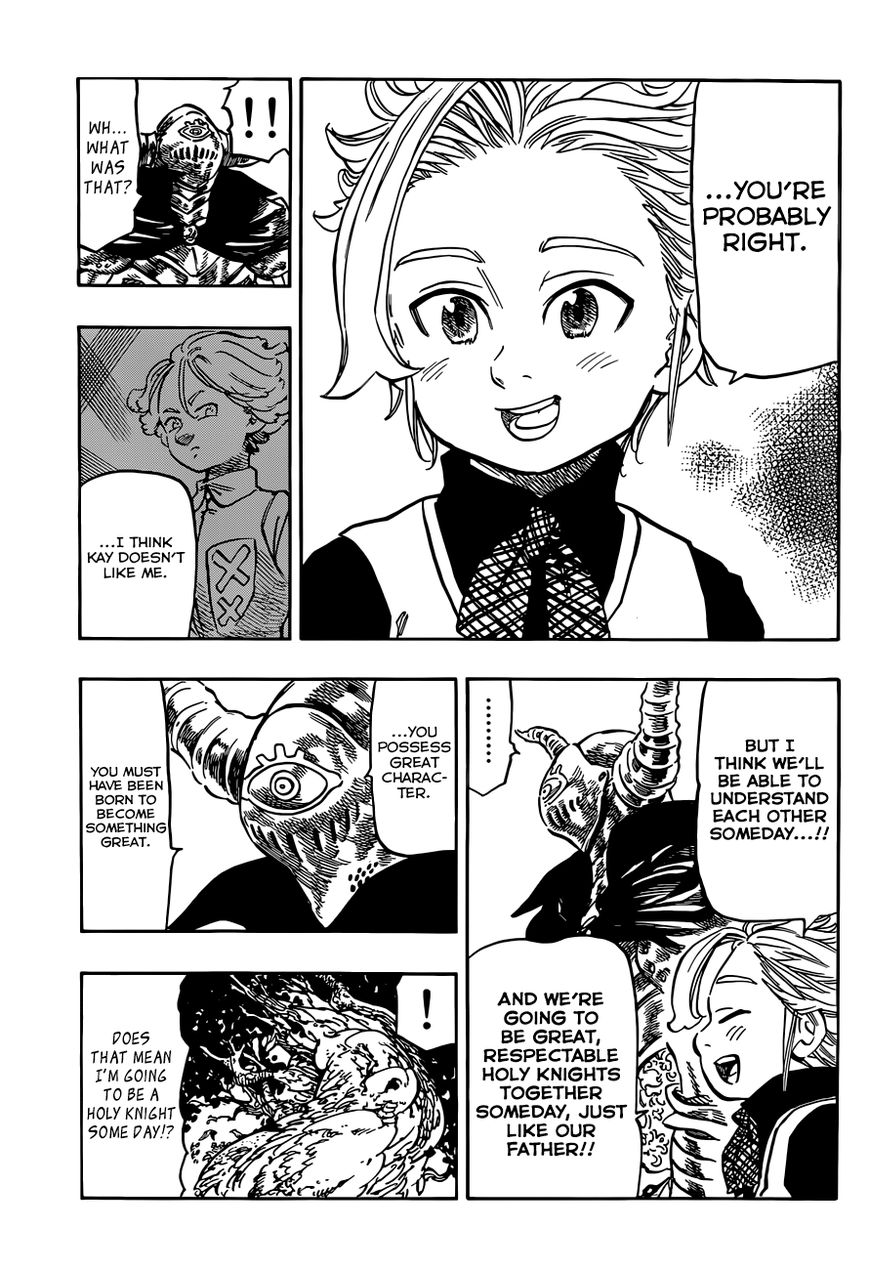 ...YOU'RE
PROBABLY
RIGHT.
!!
WH...
WHAT
WAS
THAT?
...I THINK
KAY DOESN'T
LIKE ME.
BUT I
THINK WE'LL
BE ABLE TO
UNDERSTAND
EACH OTHER
SOMEDAY...!!
........
AND WE'RE
GOING TO
BE GREAT,
RESPECTABLE
HOLY KNIGHTS
TOGETHER
SOMEDAY, JUST
LIKE OUR
FATHER!!
...YOU
POSSESS
GREAT
CHARAC-
TER.
YOU MUST
HAVE BEEN
BORN TO
BECOME
SOMETHING
GREAT.
!
DOES
THAT MEAN
I'M GOING
TO BE A
HOLY KNIGHT
SOME DAY!?